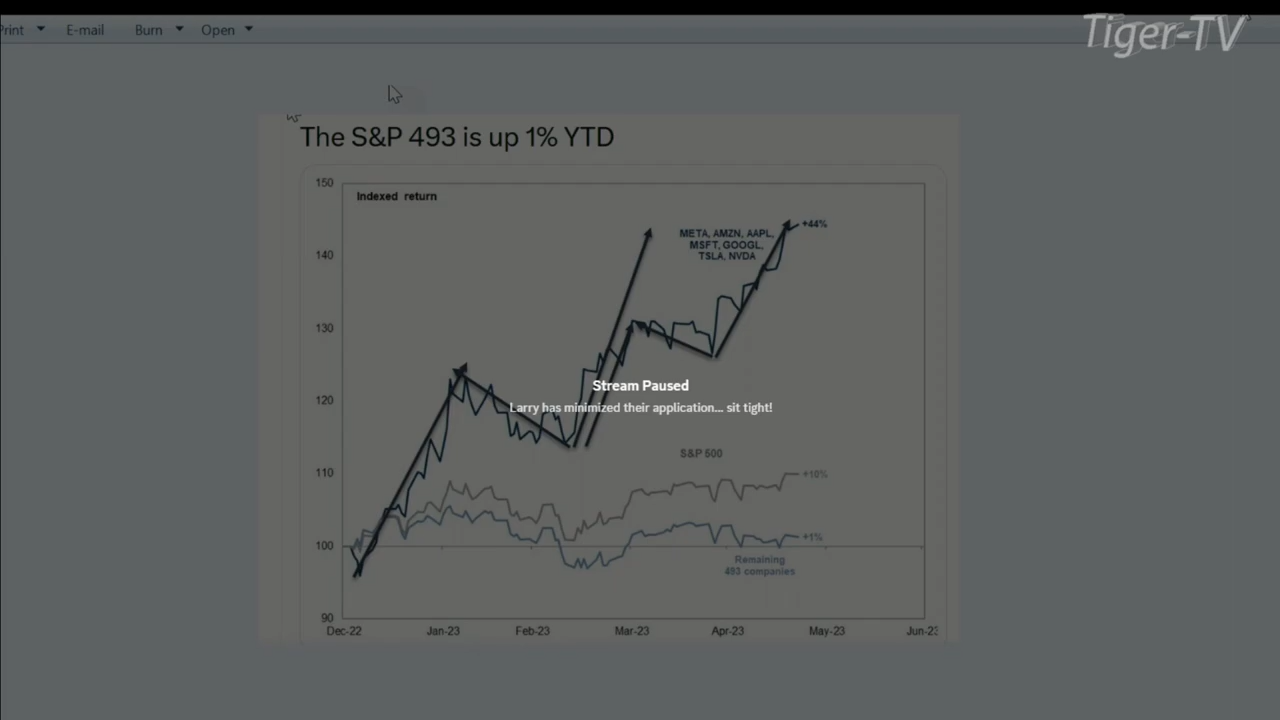 Print
E-mail
Burn
Open
Tiger-TV
The S&P 493 is up 1% YTD
150
Indexed return
META, AMZN, AAPL,
MSFT, GOOGL,
TSLA, NVDA
+44%
140
130
Stream Paused
Larry has minimized their application... sit tight!
120
S&P 500
110
+10%
100
+1%
Remaining
493 companies
90
Dec-22
Jan-23
Feb-23
Mar-23
Apr-23
May-23
Jun-23